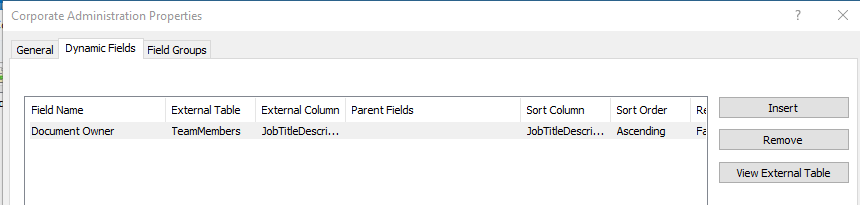 Corporate Administration Properties ?
General Dynamic Fields Field Groups
Field Name External Table External Column Parent Fields Sort Column Sort Order Re
Document Owner TeamMembers JobTitleDescri... JobTitleDescri... Ascending Fa
Insert
Remove
View External Table